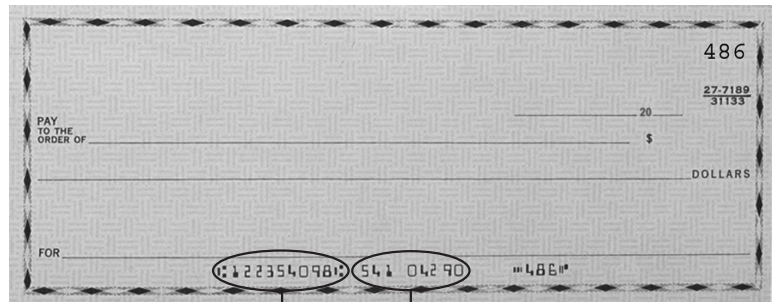 486
27-7189
31133
20
PAY
TO THE
ORDER OF
$
DOLLARS
FOR
⑆122354098⑆ 541 04290 ⑈486⑈